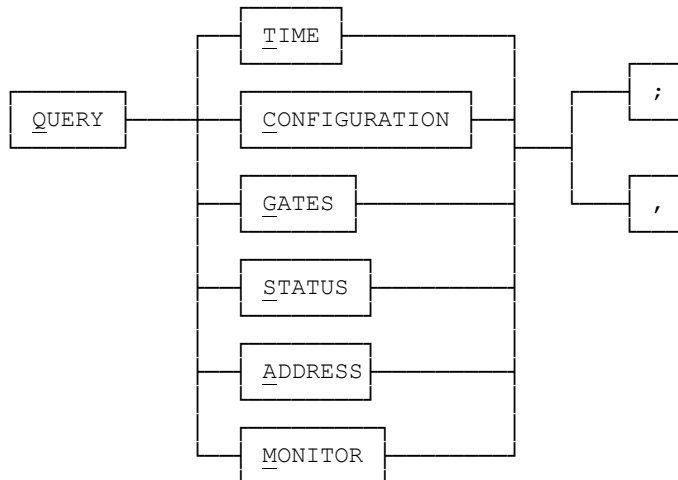 TIME
;
QUERY
CONFIGURATION
GATES
,
STATUS
ADDRESS
MONITOR